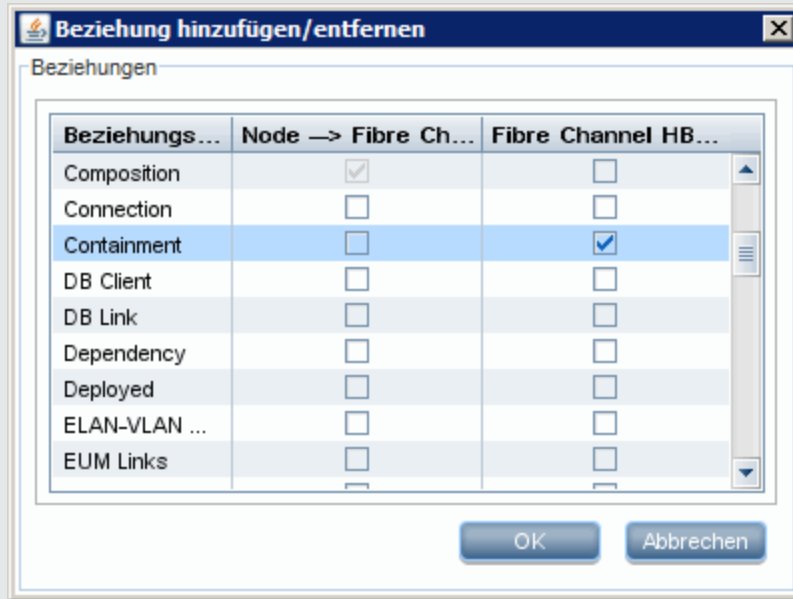 Beziehung hinzufügen/entfernen
Beziehungen
Beziehungs... Node —> Fibre Ch... Fibre Channel HB...
Composition
Connection
Containment
DB Client
DB Link
Dependency
Deployed
ELAN-VLAN ...
EUM Links
OK Abbrechen